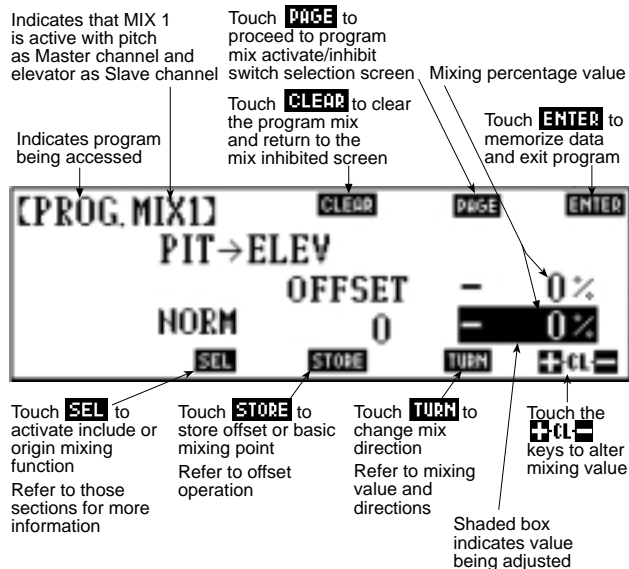 Indicates that MIX 1
is active with pitch
as Master channel and
elevator as Slave channel
Touch PAGE to
proceed to program
mix activate/inhibit
switch selection screen
Mixing percentage value
Indicates program
being accessed
Touch CLEAR to clear
the program mix
and return to the
mix inhibited screen
Touch ENTER to
memorize data
and exit program
[PROG.MIX1] CLEAR PAGE ENTER
PIT→ELEV
OFFSET - 0%
NORM 0 - 0%
SEL STORE TURN +CL-
Touch SEL to
activate include or
origin mixing
function
Refer to those
sections for more
information
Touch STORE to
store offset or basic
mixing point
Refer to offset
operation
Touch TURN to
change mix
direction
Refer to mixing
value and
directions
Touch the
+CL-
keys to alter
mixing value
Shaded box
indicates value
being adjusted